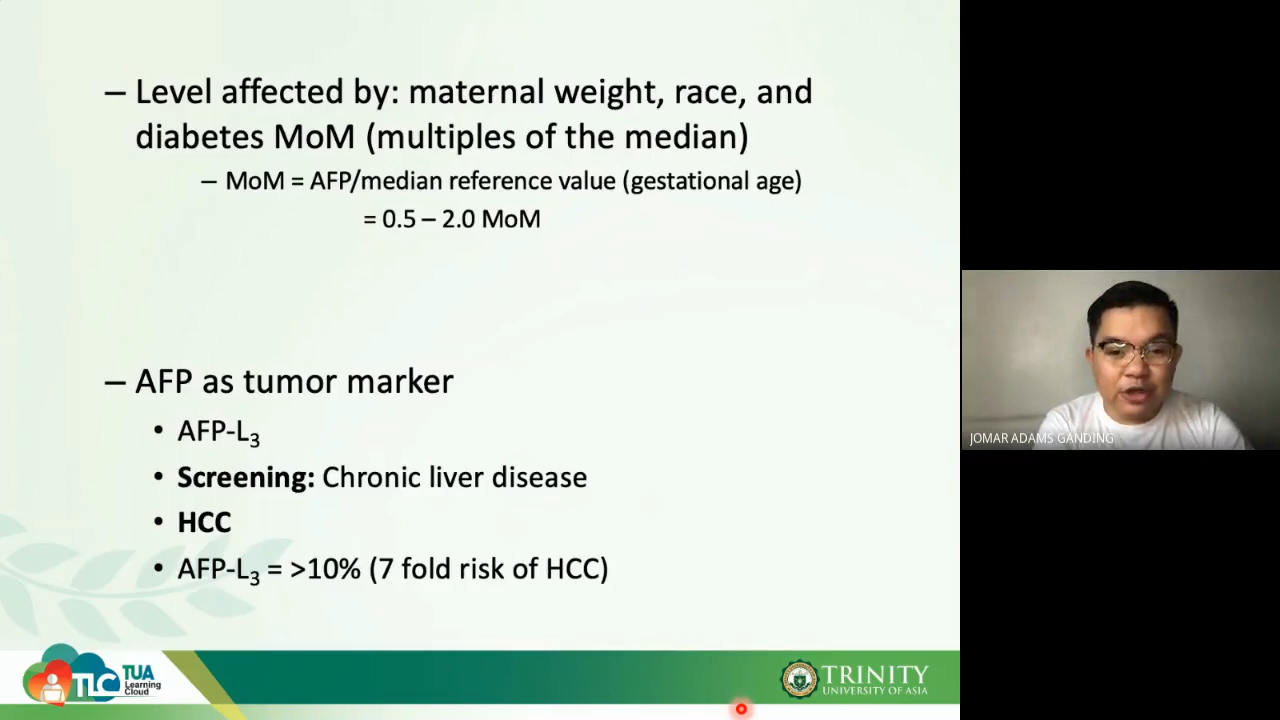 – Level affected by: maternal weight, race, and
diabetes MoM (multiples of the median)
– MoM = AFP/median reference value (gestational age)
= 0.5 – 2.0 MoM
– AFP as tumor marker
• AFP-L3
• Screening: Chronic liver disease
• HCC
• AFP-L3 = >10% (7 fold risk of HCC)
JOMAR ADAMS GANDING
TLC
TUA
Learning
Cloud
TRINITY
UNIVERSITY OF ASIA